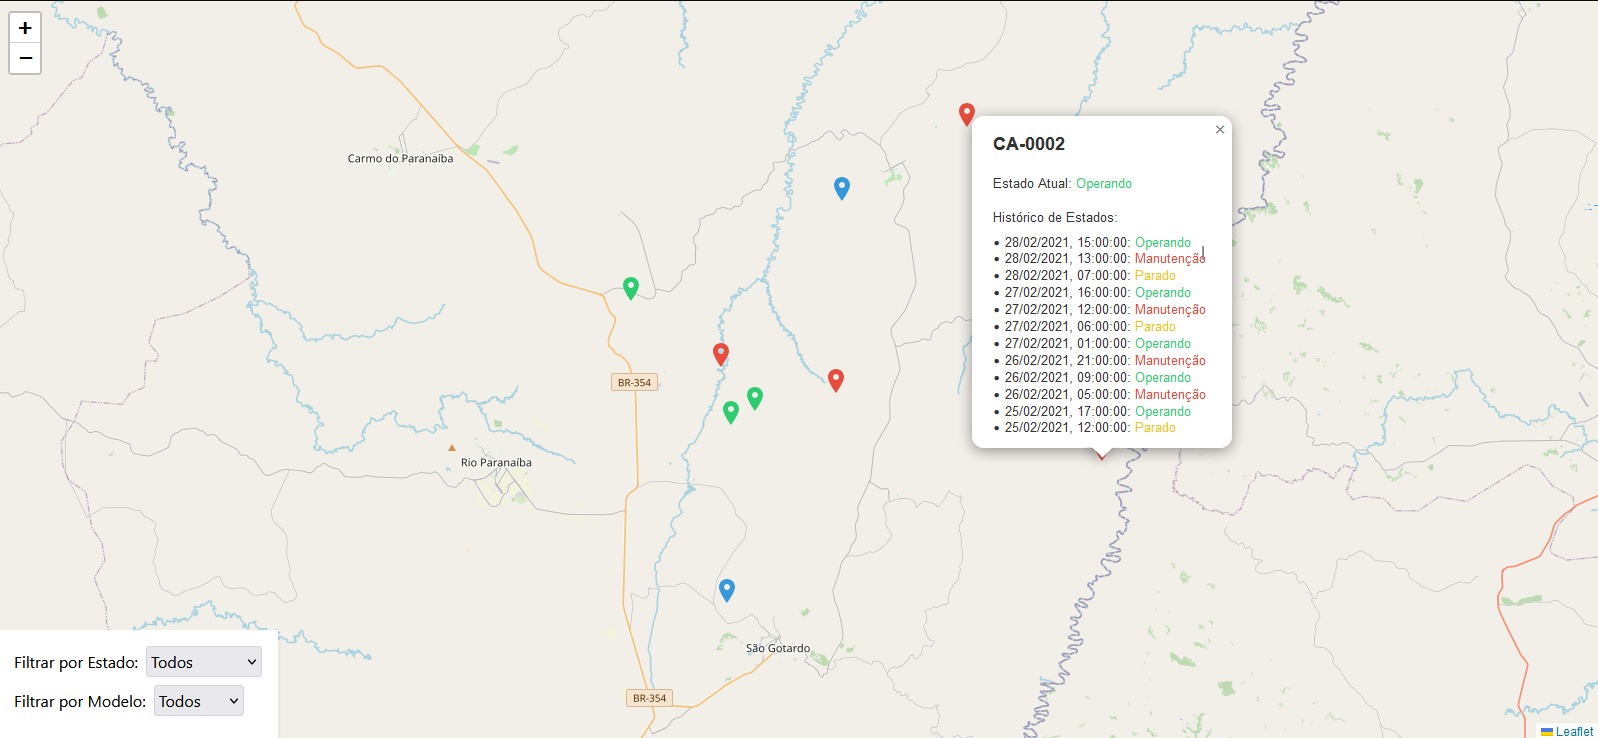 +
−
Carmo do Paranaíba
BR-354
Rio Paranaíba
São Gotardo
BR-354
×
CA-0002
Estado Atual: Operando
Histórico de Estados:
• 28/02/2021, 15:00:00: Operando
• 28/02/2021, 13:00:00: Manutenção
• 28/02/2021, 07:00:00: Parado
• 27/02/2021, 16:00:00: Operando
• 27/02/2021, 12:00:00: Manutenção
• 27/02/2021, 06:00:00: Parado
• 27/02/2021, 01:00:00: Operando
• 26/02/2021, 21:00:00: Manutenção
• 26/02/2021, 09:00:00: Operando
• 26/02/2021, 05:00:00: Manutenção
• 25/02/2021, 17:00:00: Operando
• 25/02/2021, 12:00:00: Parado
Filtrar por Estado: Todos
Filtrar por Modelo: Todos
Leaflet